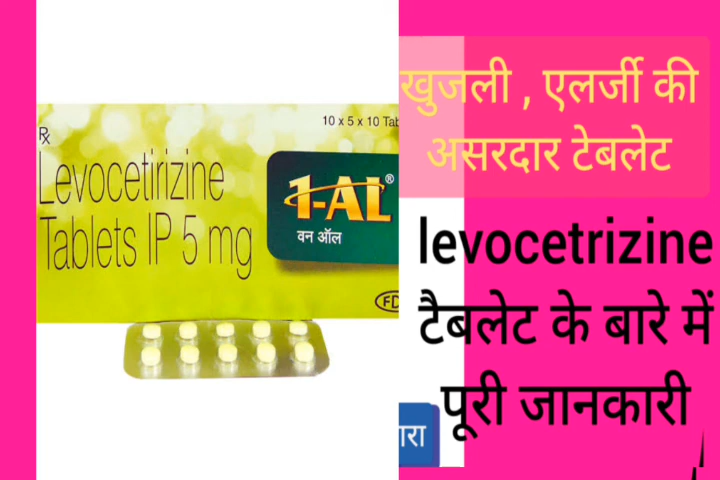 Rx
10 x 5 x 10 Tab
Levocetirizine
Tablets IP 5 mg
1-AL®
वन ऑल
FD
खुजली , एलर्जी की
असरदार टेबलेट
levocetrizine
टैबलेट के बारे में
पूरी जानकारी
ारा